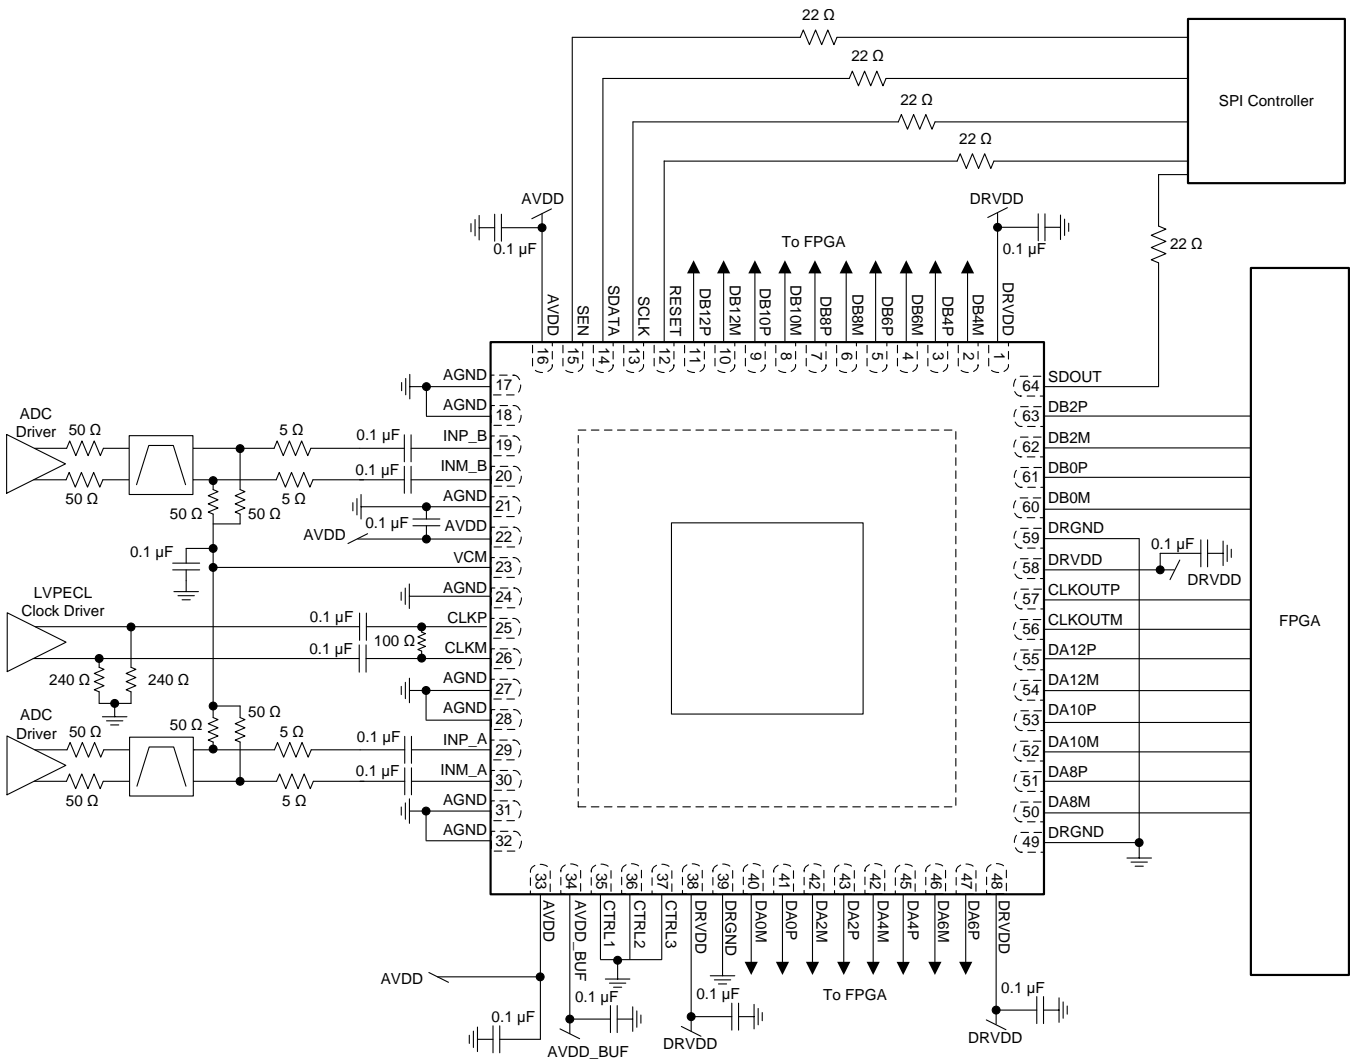 22 Ω
22 Ω
22 Ω
22 Ω
SPI Controller
22 Ω
AVDD
0.1 µF
DRVDD
0.1 µF
To FPGA
AVDD
SEN
SDATA
SCLK
RESET
DB12P
DB12M
DB10P
DB10M
DB8P
DB8M
DB6P
DB6M
DB4P
DB4M
DRVDD
16
15
14
13
12
11
10
9
8
7
6
5
4
3
2
1
AGND
17
AGND
18
INP_B
19
INM_B
20
AGND
21
AVDD
22
VCM
23
AGND
24
CLKP
25
CLKM
26
AGND
27
AGND
28
INP_A
29
INM_A
30
AGND
31
AGND
32
ADC
Driver
50 Ω
50 Ω
5 Ω
5 Ω
0.1 µF
0.1 µF
50 Ω
50 Ω
0.1 µF
AVDD
0.1 µF
LVPECL
Clock Driver
0.1 µF
0.1 µF
100 Ω
240 Ω
240 Ω
ADC
Driver
50 Ω
50 Ω
50 Ω
50 Ω
5 Ω
5 Ω
0.1 µF
0.1 µF
64
SDOUT
63
DB2P
62
DB2M
61
DB0P
60
DB0M
59
DRGND
58
DRVDD
57
CLKOUTP
56
CLKOUTM
55
DA12P
54
DA12M
53
DA10P
52
DA10M
51
DA8P
50
DA8M
49
DRGND
0.1 µF
DRVDD
FPGA
33
34
35
36
37
38
39
40
41
42
43
42
45
46
47
48
AVDD
AVDD_BUF
CTRL1
CTRL2
CTRL3
DRVDD
DRGND
DA0M
DA0P
DA2M
DA2P
DA4M
DA4P
DA6M
DA6P
DRVDD
AVDD
0.1 µF
0.1 µF
AVDD_BUF
0.1 µF
DRVDD
To FPGA
0.1 µF
DRVDD